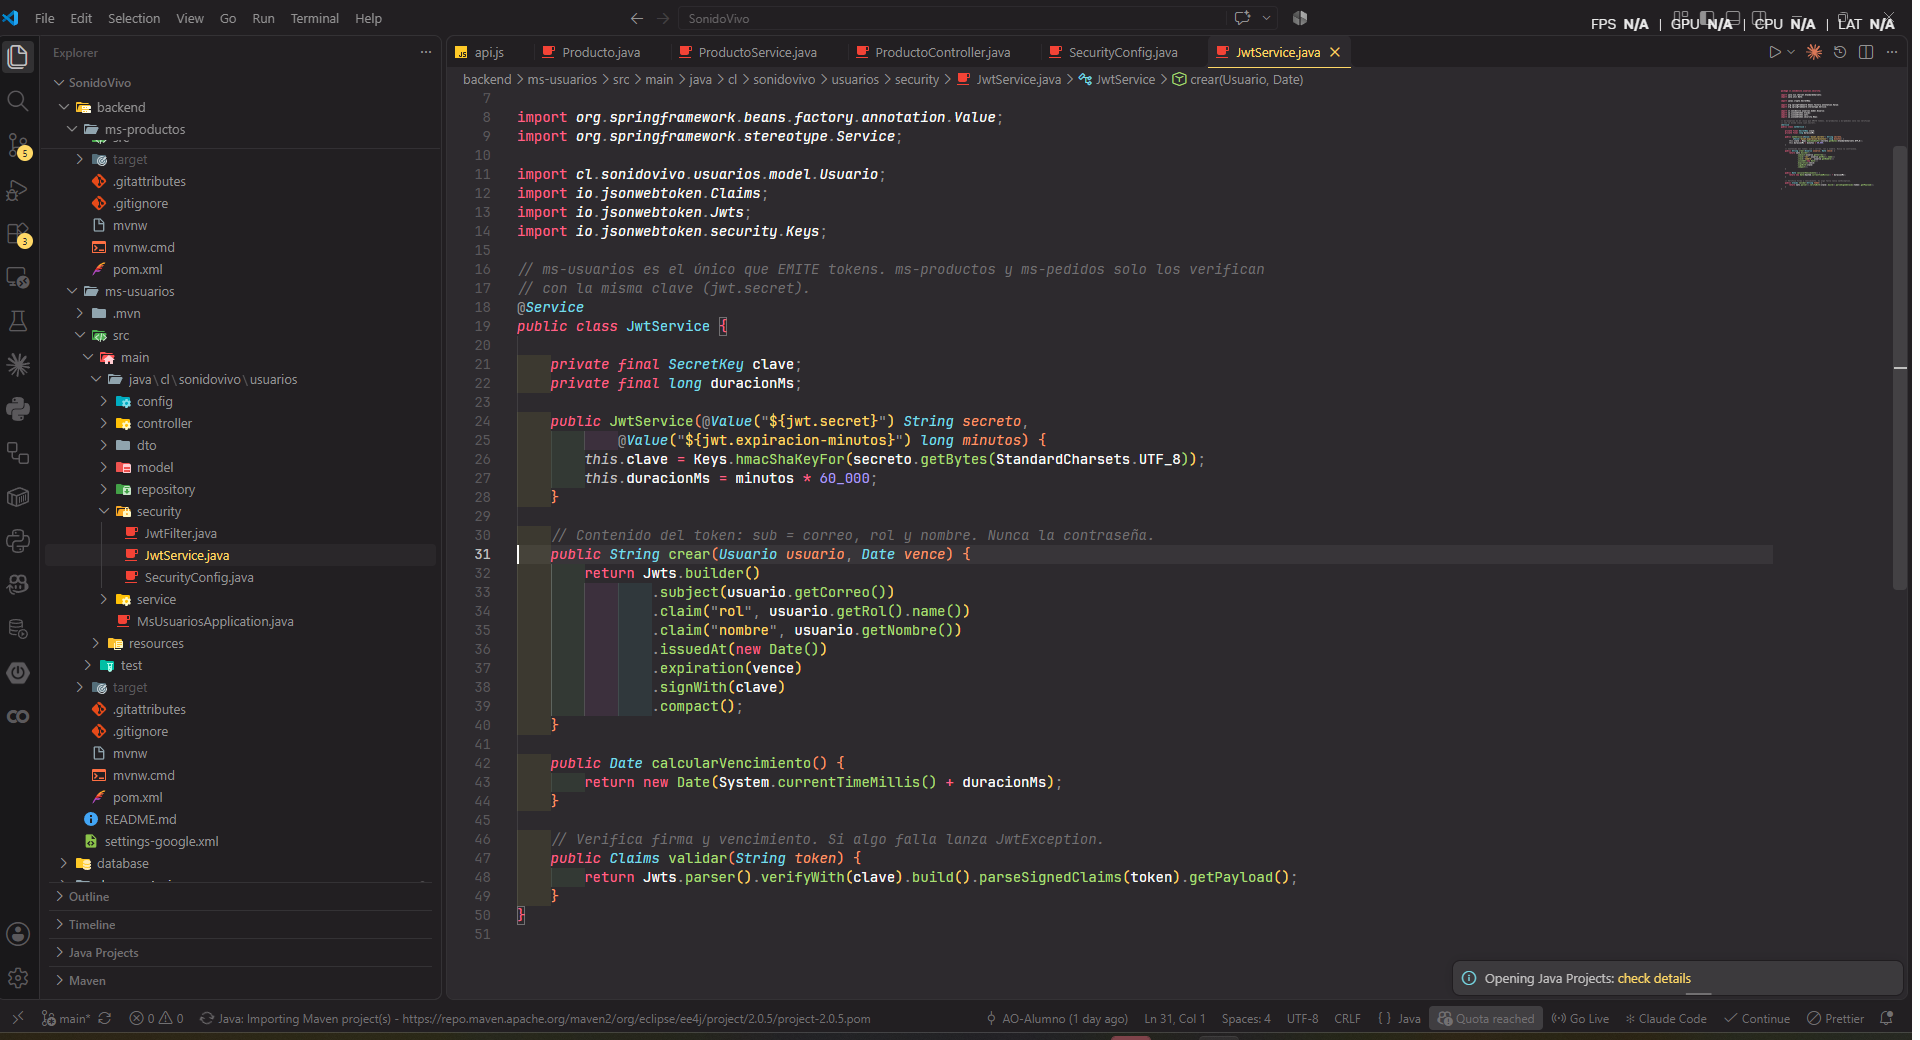 File Edit Selection View Go Run Terminal Help
SonidoVivo
FPS N/A | GPU N/A | CPU N/A | LAT N/A
Explorer
SonidoVivo
backend
ms-productos
src
target
.gitattributes
.gitignore
mvnw
mvnw.cmd
pom.xml
ms-usuarios
.mvn
src
main
java\cl\sonidovivo\usuarios
config
controller
dto
model
repository
security
JwtFilter.java
JwtService.java
SecurityConfig.java
service
MsUsuariosApplication.java
resources
test
target
.gitattributes
.gitignore
mvnw
mvnw.cmd
pom.xml
README.md
settings-google.xml
database
Outline
Timeline
Java Projects
Maven
5
3
api.js Producto.java ProductoService.java ProductoController.java SecurityConfig.java JwtService.java
backend > ms-usuarios > src > main > java > cl > sonidovivo > usuarios > security > JwtService.java > JwtService > crear(Usuario, Date)
7
8 import org.springframework.beans.factory.annotation.Value;
9 import org.springframework.stereotype.Service;
10
11 import cl.sonidovivo.usuarios.model.Usuario;
12 import io.jsonwebtoken.Claims;
13 import io.jsonwebtoken.Jwts;
14 import io.jsonwebtoken.security.Keys;
15
16 // ms-usuarios es el único que EMITE tokens. ms-productos y ms-pedidos solo los verifican
17 // con la misma clave (jwt.secret).
18 @Service
19 public class JwtService {
20
21 private final SecretKey clave;
22 private final long duracionMs;
23
24 public JwtService(@Value("${jwt.secret}") String secreto,
25 @Value("${jwt.expiracion-minutos}") long minutos) {
26 this.clave = Keys.hmacShaKeyFor(secreto.getBytes(StandardCharsets.UTF_8));
27 this.duracionMs = minutos * 60_000;
28 }
29
30 // Contenido del token: sub = correo, rol y nombre. Nunca la contraseña.
31 public String crear(Usuario usuario, Date vence) {
32 return Jwts.builder()
33 .subject(usuario.getCorreo())
34 .claim("rol", usuario.getRol().name())
35 .claim("nombre", usuario.getNombre())
36 .issuedAt(new Date())
37 .expiration(vence)
38 .signWith(clave)
39 .compact();
40 }
41
42 public Date calcularVencimiento() {
43 return new Date(System.currentTimeMillis() + duracionMs);
44 }
45
46 // Verifica firma y vencimiento. Si algo falla lanza JwtException.
47 public Claims validar(String token) {
48 return Jwts.parser().verifyWith(clave).build().parseSignedClaims(token).getPayload();
49 }
50 }
51
Opening Java Projects: check details
main* 0 0 Java: Importing Maven project(s) - https://repo.maven.apache.org/maven2/org/eclipse/ee4j/project/2.0.5/project-2.0.5.pom AO-Alumno (1 day ago) Ln 31, Col 1 Spaces: 4 UTF-8 CRLF { } Java Quota reached Go Live Claude Code Continue Prettier